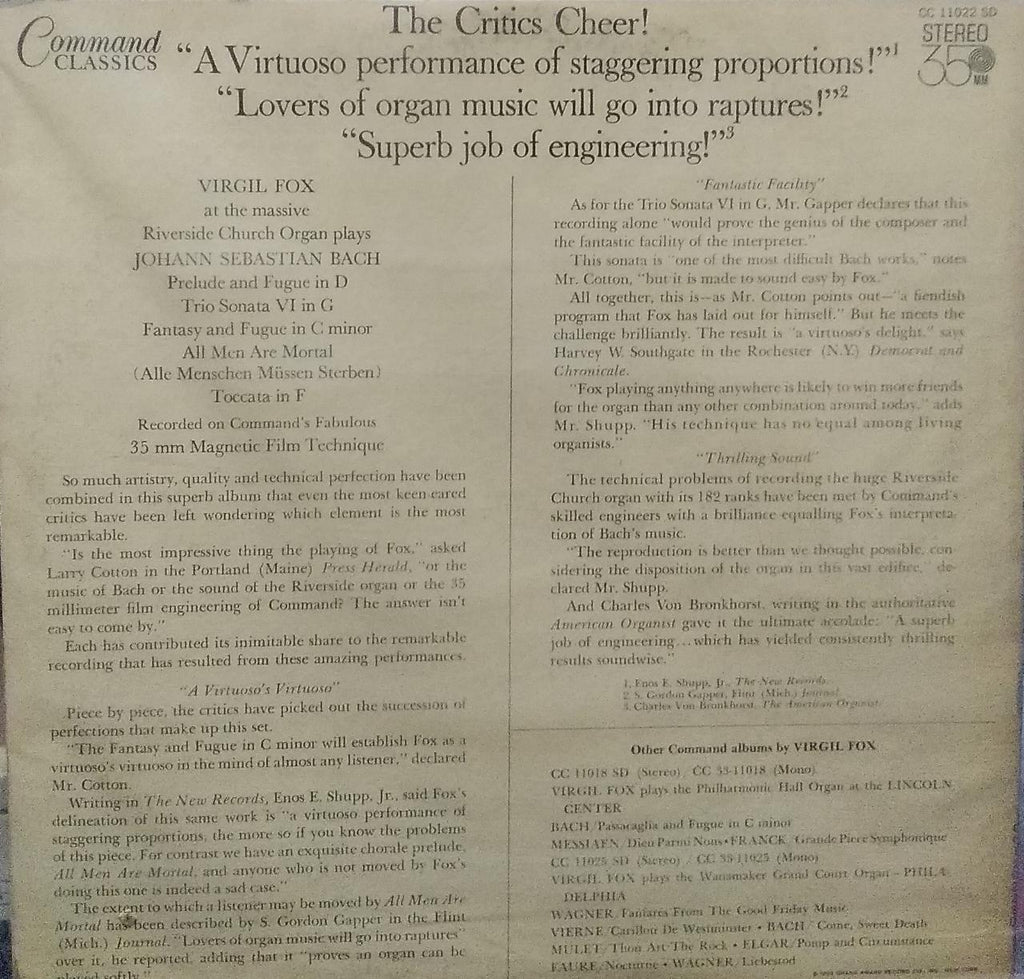 Command
CLASSICS
The Critics Cheer!
"A Virtuoso performance of staggering proportions!"1
"Lovers of organ music will go into raptures!"2
"Superb job of engineering!"3
CC 11022 SD
STEREO
35
MM
VIRGIL FOX
at the massive
Riverside Church Organ plays
JOHANN SEBASTIAN BACH
Prelude and Fugue in D
Trio Sonata VI in G
Fantasy and Fugue in C minor
All Men Are Mortal
(Alle Menschen Müssen Sterben)
Toccata in F
Recorded on Command's Fabulous
35 mm Magnetic Film Technique
So much artistry, quality and technical perfection have been
combined in this superb album that even the most keen-eared
critics have been left wondering which element is the most
remarkable.
"Is the most impressive thing the playing of Fox," asked
Larry Cotton in the Portland (Maine) Press Herald, "or the
music of Bach or the sound of the Riverside organ or the 35
millimeter film engineering of Command? The answer isn't
easy to come by."
Each has contributed its inimitable share to the remarkable
recording that has resulted from these amazing performances.
"A Virtuoso's Virtuoso"
Piece by piece, the critics have picked out the succession of
perfections that make up this set.
"The Fantasy and Fugue in C minor will establish Fox as a
virtuoso's virtuoso in the mind of almost any listener," declared
Mr. Cotton.
Writing in The New Records, Enos E. Shupp, Jr., said Fox's
delineation of this same work is "a virtuoso performance of
staggering proportions, the more so if you know the problems
of this piece. For contrast we have an exquisite chorale prelude,
All Men Are Mortal, and anyone who is not moved by Fox's
doing this one is indeed a sad case."
The extent to which a listener may be moved by All Men Are
Mortal has been described by S. Gordon Gapper in the Flint
(Mich.) Journal. "Lovers of organ music will go into raptures"
over it, he reported, adding that it "proves an organ can be
played softly."
"Fantastic Facility"
As for the Trio Sonata VI in G, Mr. Gapper declares that this
recording alone "would prove the genius of the composer and
the fantastic facility of the interpreter."
This sonata is "one of the most difficult Bach works," notes
Mr. Cotton, "but it is made to sound easy by Fox."
All together, this is—as Mr. Cotton points out—"a fiendish
program that Fox has laid out for himself." But he meets the
challenge brilliantly. The result is "a virtuoso's delight," says
Harvey W. Southgate in the Rochester (N.Y.) Democrat and
Chronicale.
"Fox playing anything anywhere is likely to win more friends
for the organ than any other combination around today," adds
Mr. Shupp. "His technique has no equal among living
organists."
"Thrilling Sound"
The technical problems of recording the huge Riverside
Church organ with its 182 ranks have been met by Command's
skilled engineers with a brilliance equalling Fox's interpreta-
tion of Bach's music.
"The reproduction is better than we thought possible, con-
sidering the disposition of the organ in this vast edifice," de-
clared Mr. Shupp.
And Charles Von Bronkhorst, writing in the authoritative
American Organist gave it the ultimate accolade: "A superb
job of engineering...which has yielded consistently thrilling
results soundwise."
1. Enos E. Shupp, Jr., The New Records.
2. S. Gordon Gapper, Flint (Mich.) Journal.
3. Charles Von Bronkhorst, The American Organist.
Other Command albums by VIRGIL FOX
CC 11018 SD (Stereo) / CC 33-11018 (Mono)
VIRGIL FOX plays the Philharmonic Hall Organ at the LINCOLN
CENTER
BACH/Passacaglia and Fugue in C minor
MESSIAEN/Dieu Parmi Nous • FRANCK/Grande Piece Symphonique
CC 11025 SD (Stereo) / CC 33-11025 (Mono)
VIRGIL FOX plays the Wanamaker Grand Court Organ – PHILA-
DELPHIA
WAGNER/Fanfares From The Good Friday Music
VIERNE/Carillon De Westminster • BACH/Come, Sweet Death
MULET/Thou Art The Rock • ELGAR/Pomp and Circumstance
FAURE/Nocturne • WAGNER/Liebestod